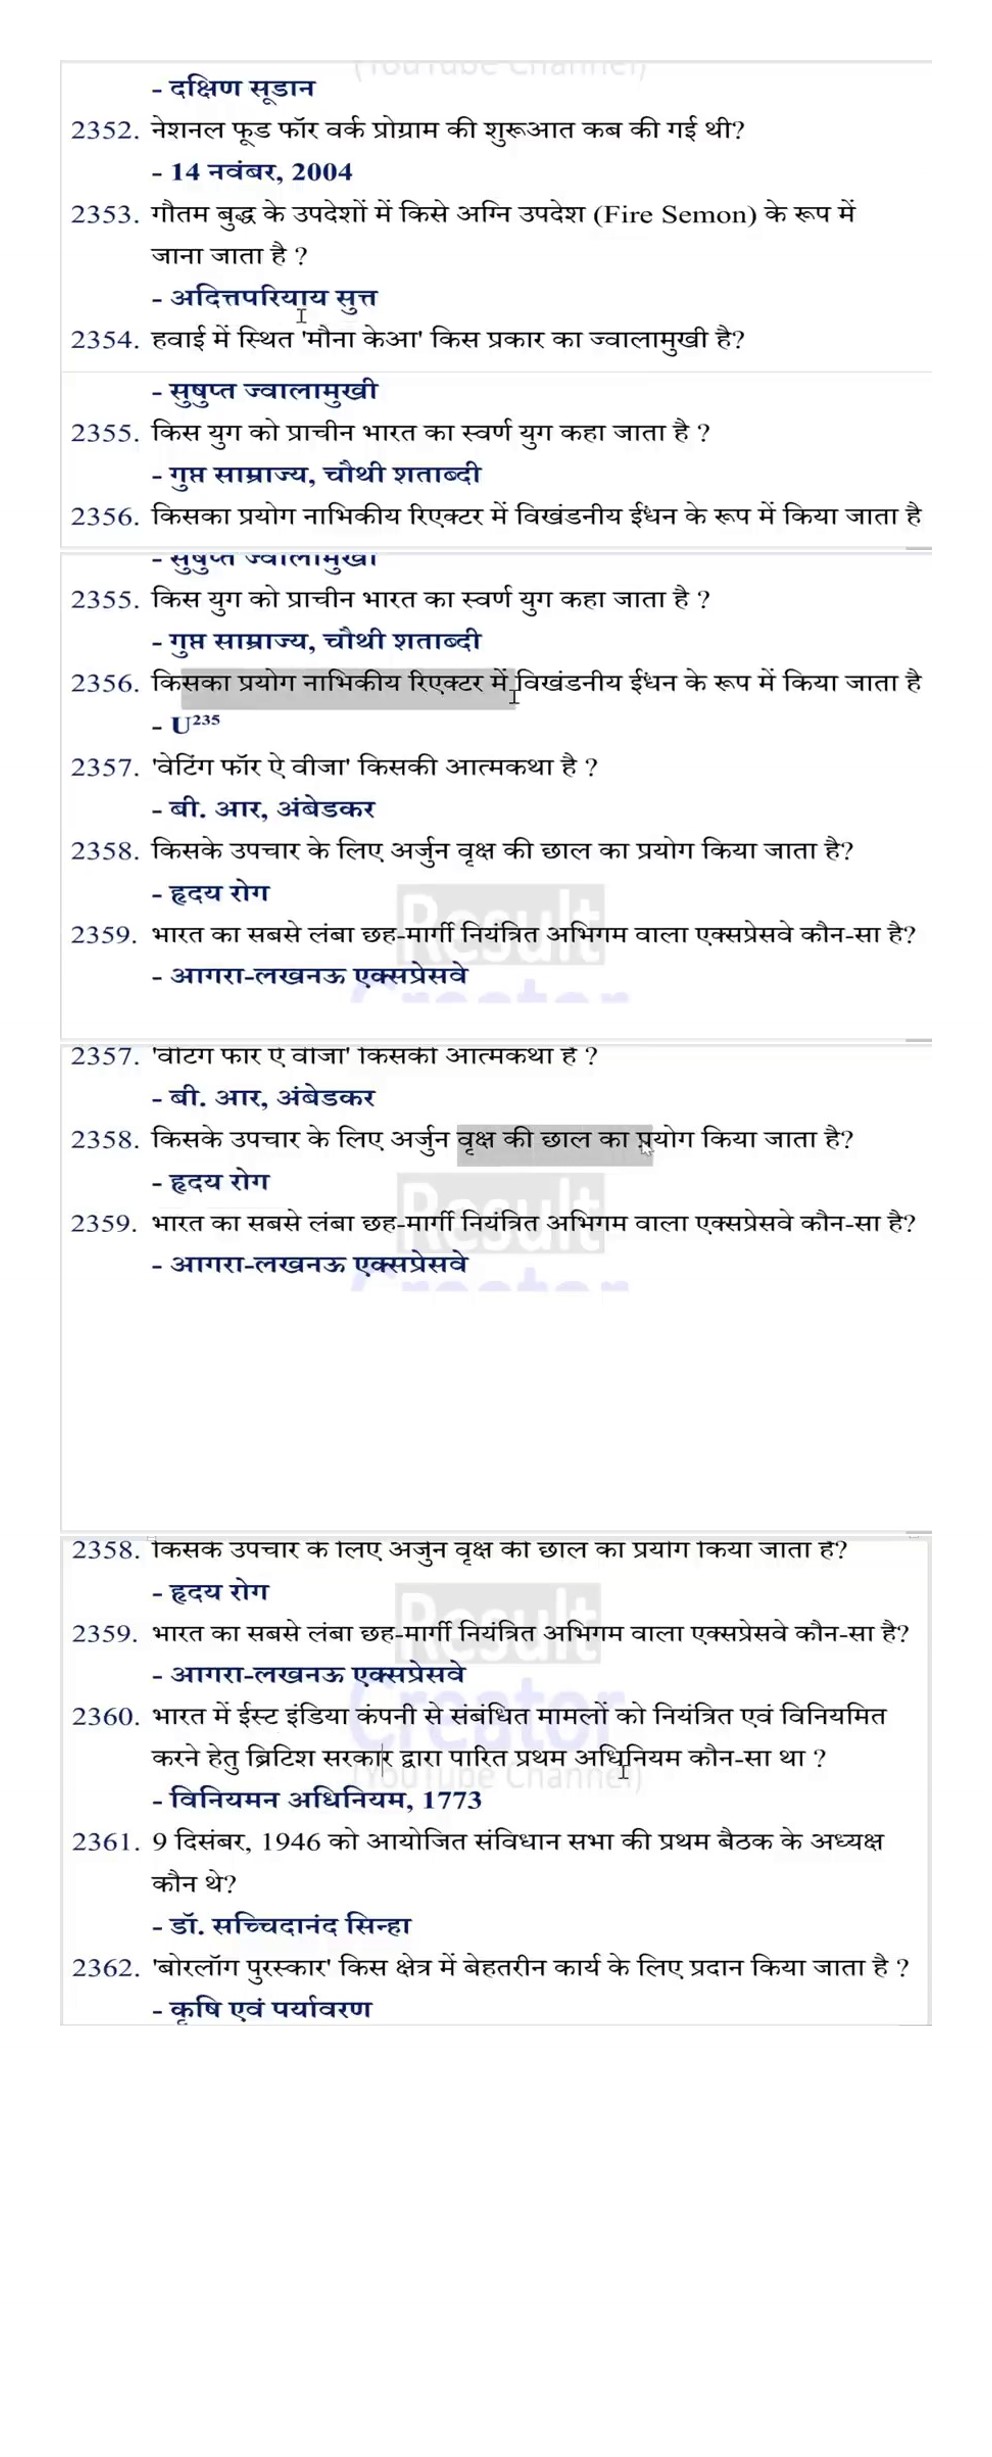 (YouTube Channel)
- दक्षिण सूडान
2352. नेशनल फूड फॉर वर्क प्रोग्राम की शुरूआत कब की गई थी?
- 14 नवंबर, 2004
2353. गौतम बुद्ध के उपदेशों में किसे अग्नि उपदेश (Fire Semon) के रूप में
जाना जाता है ?
- अदित्तपरियाय सुत्त
2354. हवाई में स्थित 'मौना केआ' किस प्रकार का ज्वालामुखी है?
- सुषुप्त ज्वालामुखी
2355. किस युग को प्राचीन भारत का स्वर्ण युग कहा जाता है ?
- गुप्त साम्राज्य, चौथी शताब्दी
2356. किसका प्रयोग नाभिकीय रिएक्टर में विखंडनीय ईंधन के रूप में किया जाता है
- सुषुप्त ज्वालामुखी
2355. किस युग को प्राचीन भारत का स्वर्ण युग कहा जाता है ?
- गुप्त साम्राज्य, चौथी शताब्दी
2356. किसका प्रयोग नाभिकीय रिएक्टर में विखंडनीय ईंधन के रूप में किया जाता है
- U²³⁵
2357. 'वेटिंग फॉर ऐ वीजा' किसकी आत्मकथा है ?
- बी. आर, अंबेडकर
2358. किसके उपचार के लिए अर्जुन वृक्ष की छाल का प्रयोग किया जाता है?
- हृदय रोग
Result
2359. भारत का सबसे लंबा छह-मार्गी नियंत्रित अभिगम वाला एक्सप्रेसवे कौन-सा है?
- आगरा-लखनऊ एक्सप्रेसवे
Creator
2357. 'वेटिंग फॉर ऐ वीजा' किसकी आत्मकथा है ?
- बी. आर, अंबेडकर
2358. किसके उपचार के लिए अर्जुन वृक्ष की छाल का प्रयोग किया जाता है?
- हृदय रोग
Result
2359. भारत का सबसे लंबा छह-मार्गी नियंत्रित अभिगम वाला एक्सप्रेसवे कौन-सा है?
- आगरा-लखनऊ एक्सप्रेसवे
Creator
2358. किसके उपचार के लिए अर्जुन वृक्ष की छाल का प्रयोग किया जाता है?
- हृदय रोग
Result
2359. भारत का सबसे लंबा छह-मार्गी नियंत्रित अभिगम वाला एक्सप्रेसवे कौन-सा है?
- आगरा-लखनऊ एक्सप्रेसवे
Creator
2360. भारत में ईस्ट इंडिया कंपनी से संबंधित मामलों को नियंत्रित एवं विनियमित
करने हेतु ब्रिटिश सरकार द्वारा पारित प्रथम अधिनियम कौन-सा था ?
(YouTube Channel)
- विनियमन अधिनियम, 1773
2361. 9 दिसंबर, 1946 को आयोजित संविधान सभा की प्रथम बैठक के अध्यक्ष
कौन थे?
- डॉ. सच्चिदानंद सिन्हा
2362. 'बोरलॉग पुरस्कार' किस क्षेत्र में बेहतरीन कार्य के लिए प्रदान किया जाता है ?
- कृषि एवं पर्यावरण